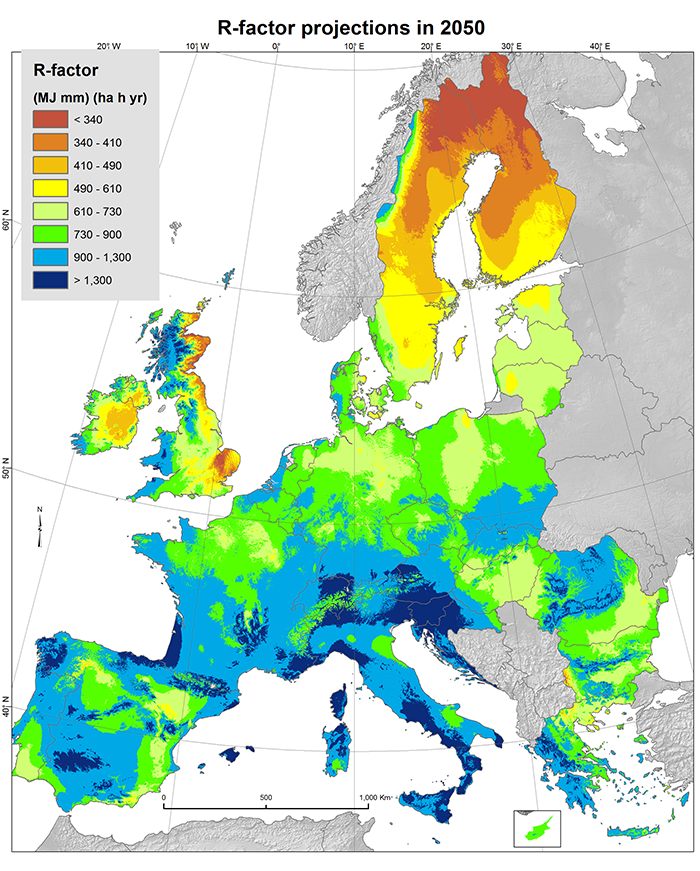 R-factor projections in 2050
20° W
10° W
0°
10° E
20° E
30° E
40° E
R-factor
(MJ mm) (ha h yr)
< 340
340 - 410
410 - 490
490 - 610
610 - 730
730 - 900
900 - 1,300
> 1,300
60° N
50° N
N
40° N
0
500
1,000 Km